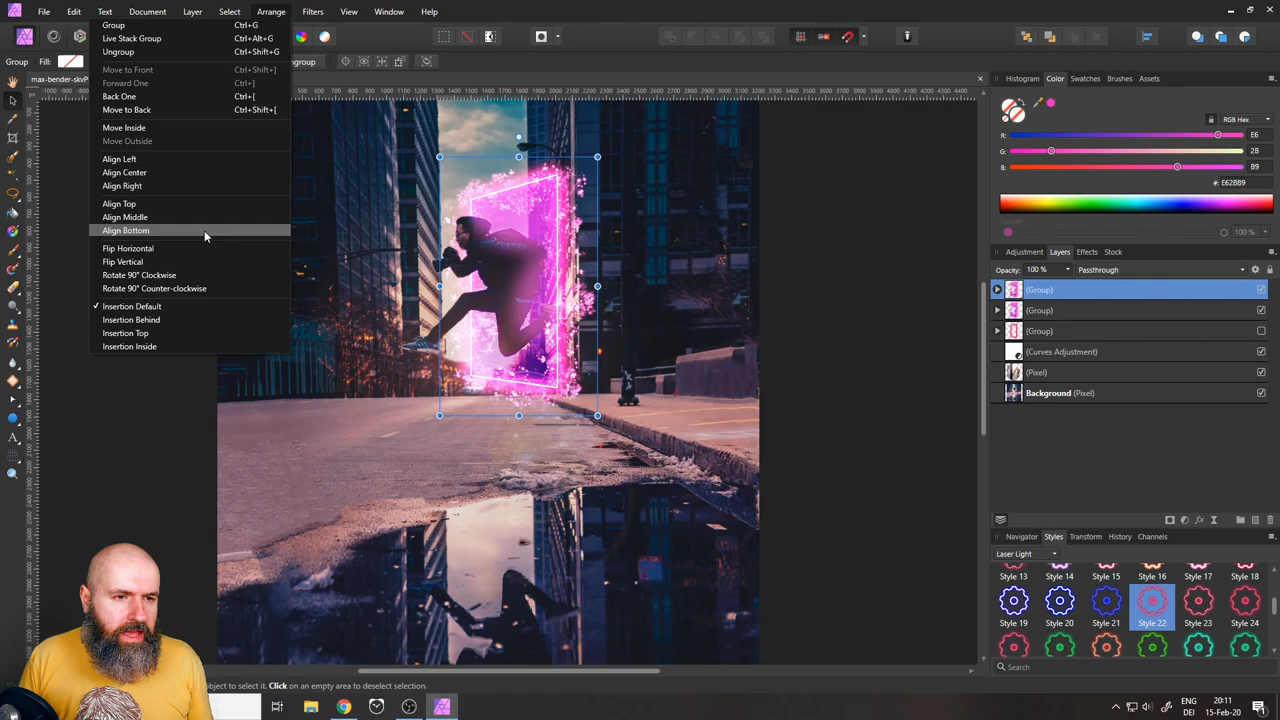 File Edit Text Document Layer Select Arrange Filters View Window Help
Group Fill:
max-bender-skvP
Group Ctrl+G
Live Stack Group Ctrl+Alt+G
Ungroup Ctrl+Shift+G
Move to Front Ctrl+Shift+]
Forward One Ctrl+]
Back One Ctrl+[
Move to Back Ctrl+Shift+[
Move Inside
Move Outside
Align Left
Align Center
Align Right
Align Top
Align Middle
Align Bottom
Flip Horizontal
Flip Vertical
Rotate 90° Clockwise
Rotate 90° Counter-clockwise
Insertion Default
Insertion Behind
Insertion Top
Insertion Inside
Histogram Color Swatches Brushes Assets
RGB Hex
R: E6
G: 2B
B: B9
#: E62BB9
Opacity
100 %
Adjustment Layers Effects Stock
Opacity: 100 % Passthrough
(Group)
(Group)
(Group)
(Curves Adjustment)
(Pixel)
Background (Pixel)
Navigator Styles Transform History Channels
Laser Light
Style 13 Style 14 Style 15 Style 16 Style 17 Style 18
Style 19 Style 20 Style 21 Style 22 Style 23 Style 24
Search
object to select it. Click on an empty area to deselect selection.
ENG 20:11
DE 15-Feb-20